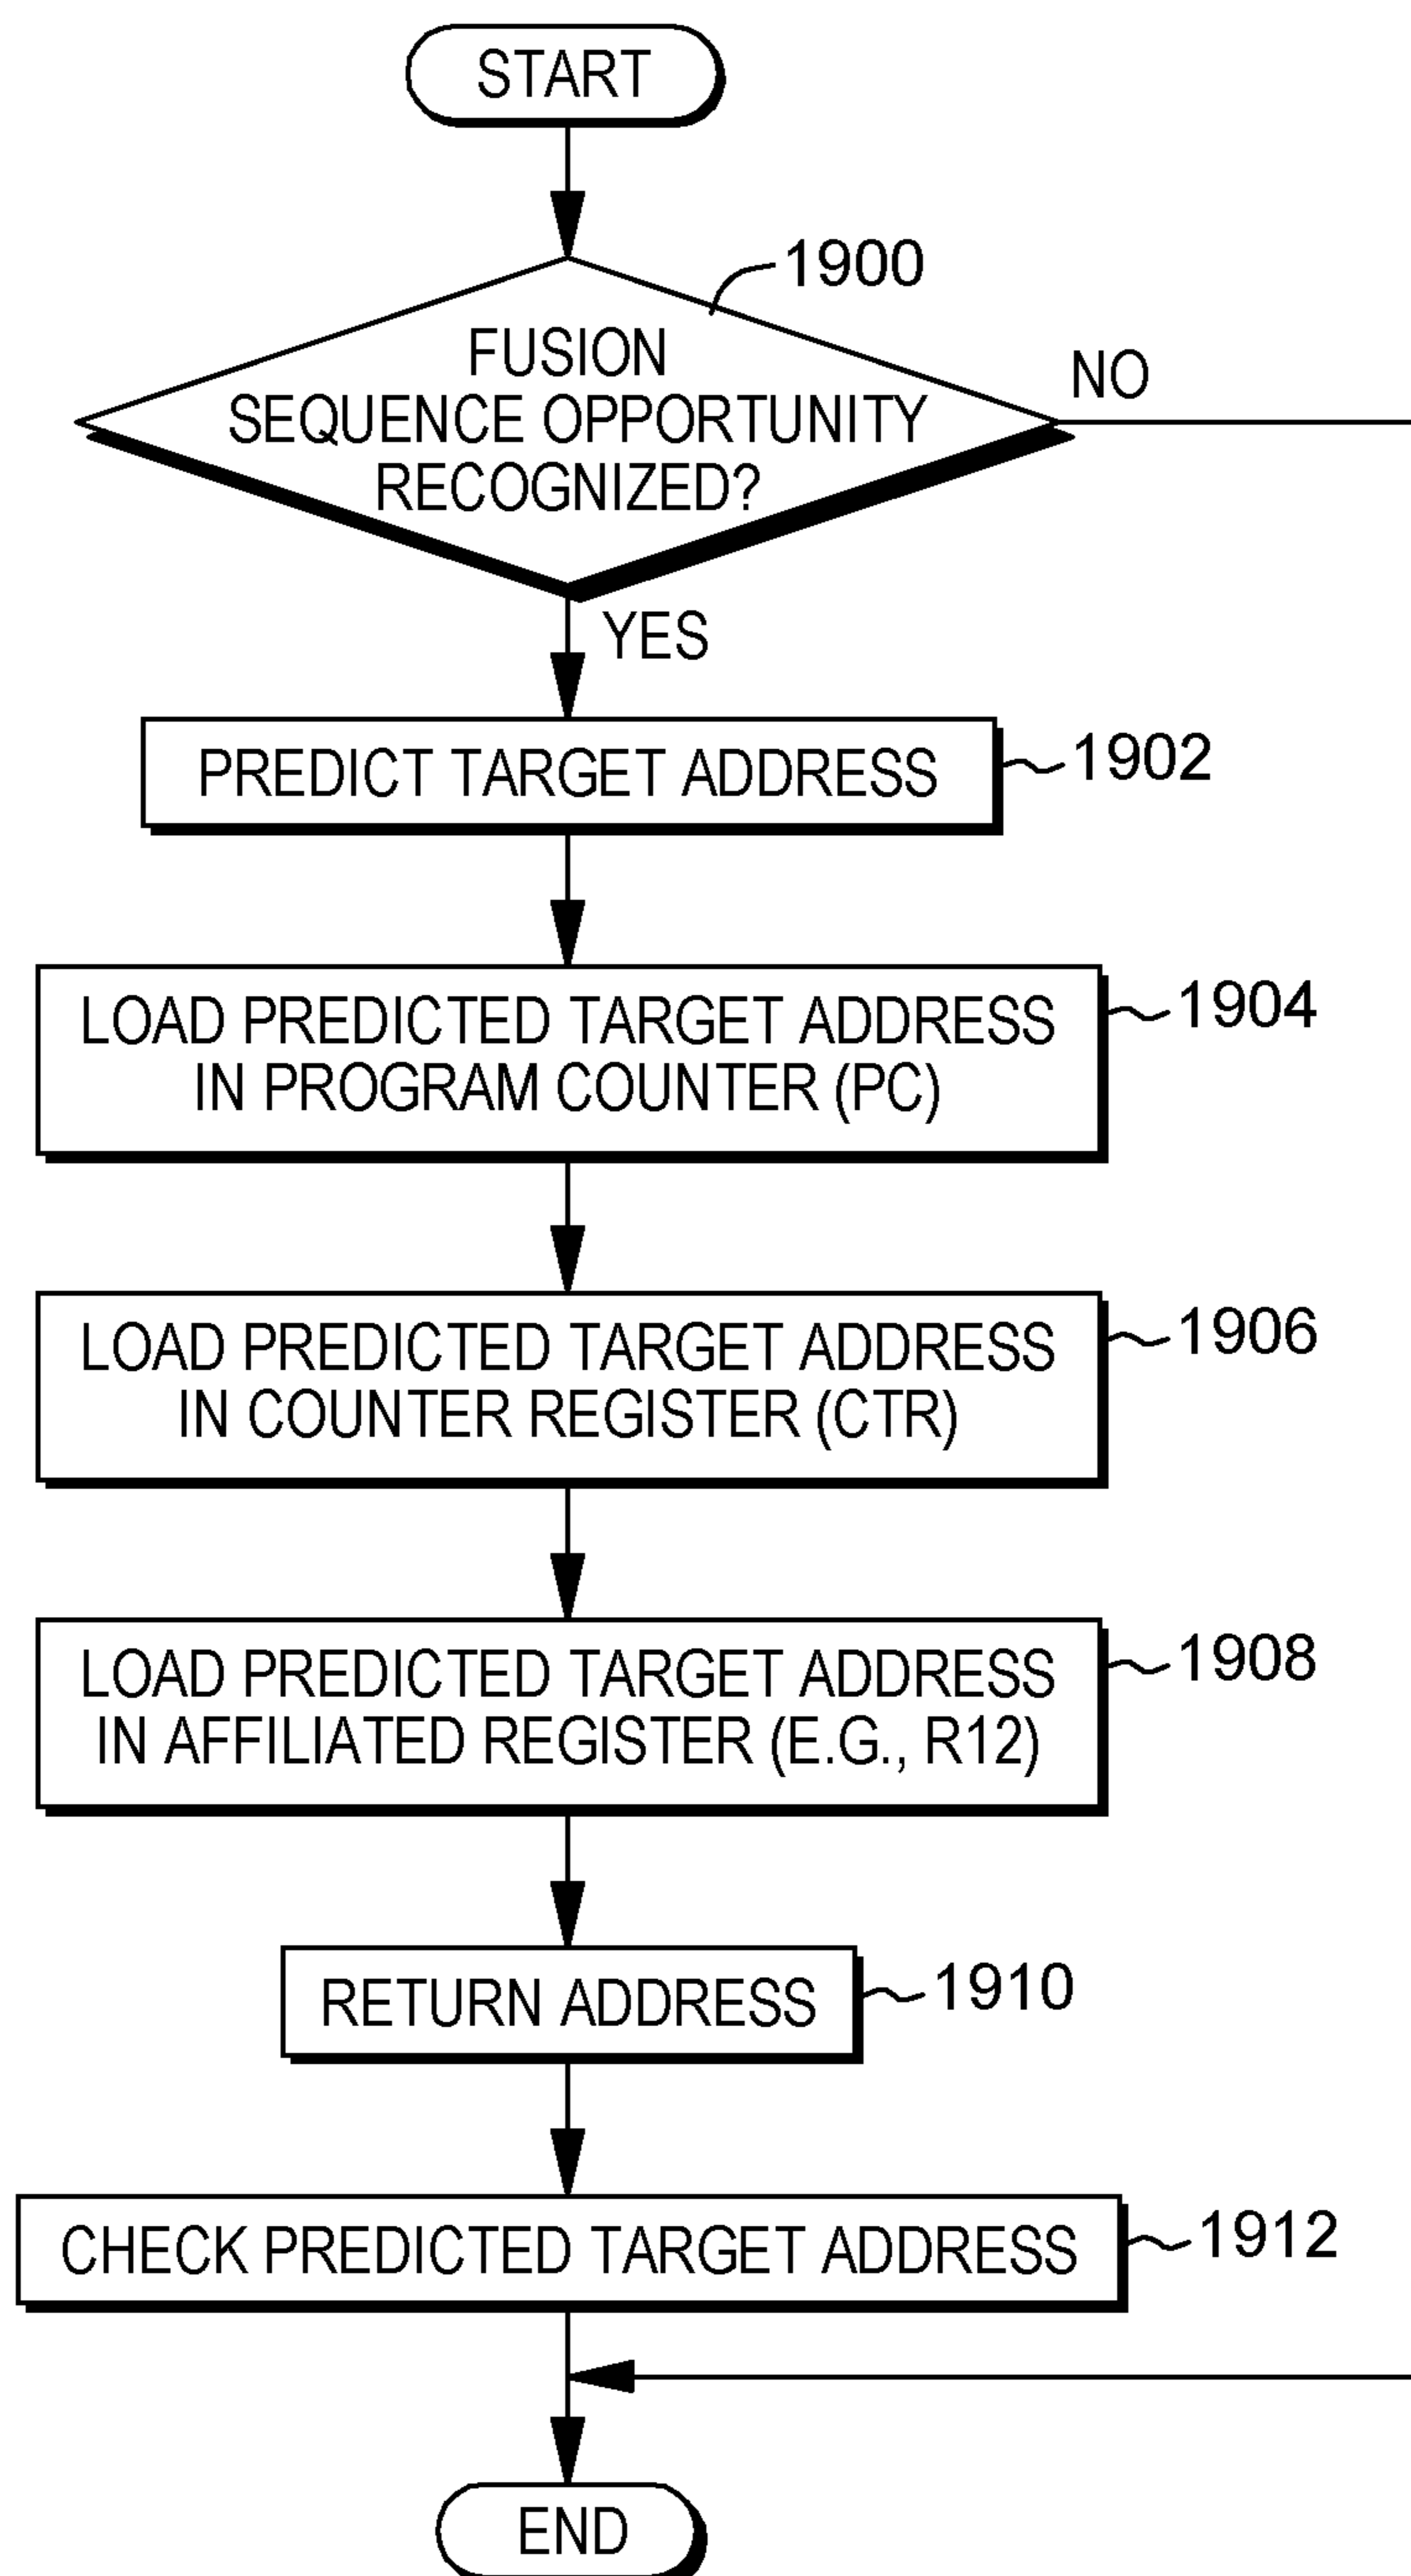 START
1900
FUSION
SEQUENCE OPPORTUNITY
RECOGNIZED?
NO
YES
PREDICT TARGET ADDRESS
1902
LOAD PREDICTED TARGET ADDRESS
IN PROGRAM COUNTER (PC)
1904
LOAD PREDICTED TARGET ADDRESS
IN COUNTER REGISTER (CTR)
1906
LOAD PREDICTED TARGET ADDRESS
IN AFFILIATED REGISTER (E.G., R12)
1908
RETURN ADDRESS
1910
CHECK PREDICTED TARGET ADDRESS
1912
END